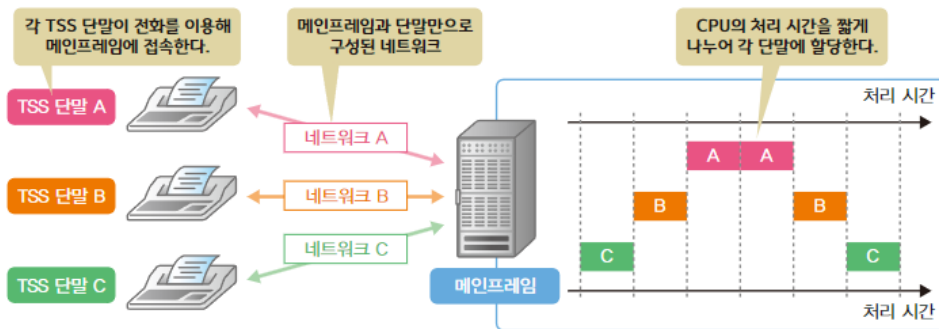 각 TSS 단말이 전화를 이용해
메인프레임에 접속한다.
메인프레임과 단말만으로
구성된 네트워크
CPU의 처리 시간을 짧게
나누어 각 단말에 할당한다.
TSS 단말 A
네트워크 A
TSS 단말 B
네트워크 B
TSS 단말 C
네트워크 C
메인프레임
처리 시간
A A
B B
C C
처리 시간